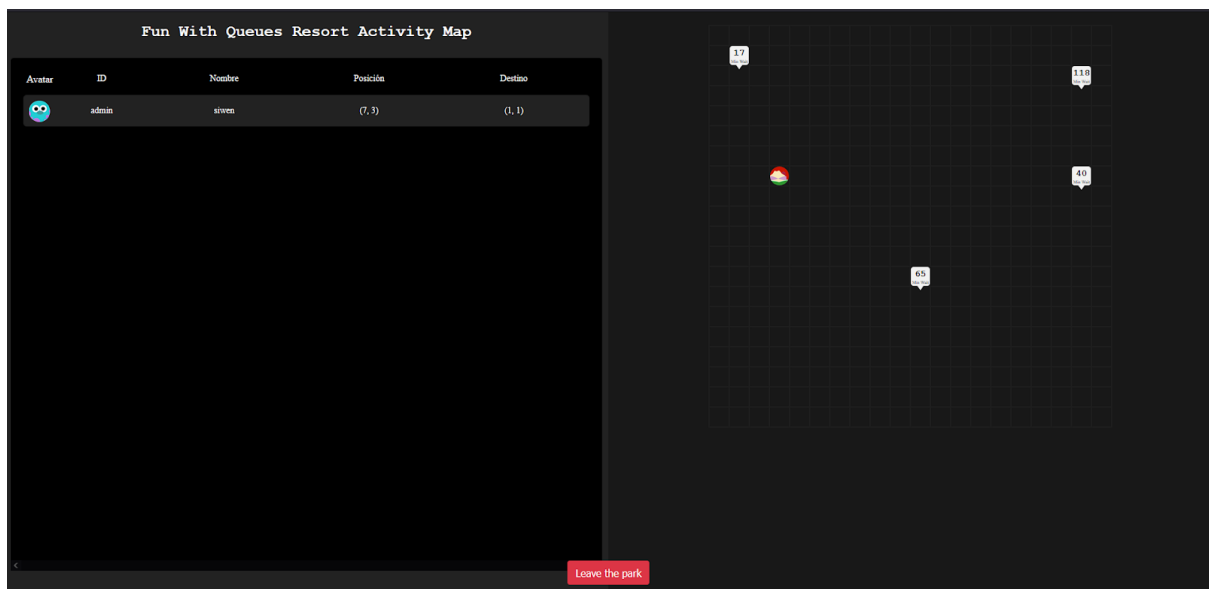 Fun With Queues Resort Activity Map
Avatar ID Nombre Posición Destino
admin siwen (7, 3) (1, 1)
17
118
40
65
Leave the park